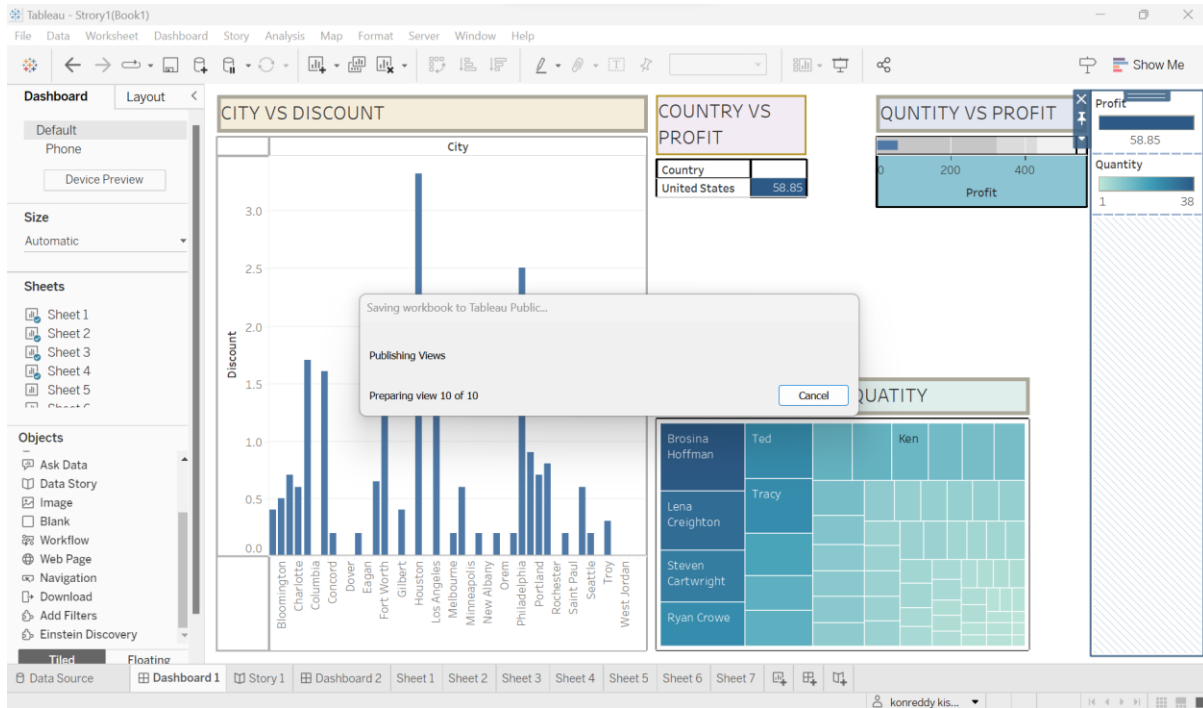 Tableau - Strory1(Book1)
File Data Worksheet Dashboard Story Analysis Map Format Server Window Help
Show Me
Dashboard Layout
Default
Phone
Device Preview
Size
Automatic
Sheets
Sheet 1
Sheet 2
Sheet 3
Sheet 4
Sheet 5
Objects
Ask Data
Data Story
Image
Blank
Workflow
Web Page
Navigation
Download
Add Filters
Einstein Discovery
Tiled Floating
CITY VS DISCOUNT
City
Discount
3.0
2.5
2.0
1.5
1.0
0.5
0.0
Bloomington
Charlotte
Columbia
Concord
Dover
Eagan
Fort Worth
Gilbert
Houston
Los Angeles
Melbourne
Minneapolis
New Albany
Orem
Philadelphia
Portland
Rochester
Saint Paul
Seattle
Troy
West Jordan
COUNTRY VS
PROFIT
Country
United States 58.85
QUNTITY VS PROFIT
0 200 400
Profit
Profit
58.85
Quantity
1 38
Saving workbook to Tableau Public...
Publishing Views
Preparing view 10 of 10
Cancel
QUATITY
Brosina
Hoffman
Lena
Creighton
Steven
Cartwright
Ryan Crowe
Ted
Tracy
Ken
Data Source Dashboard 1 Story 1 Dashboard 2 Sheet 1 Sheet 2 Sheet 3 Sheet 4 Sheet 5 Sheet 6 Sheet 7
konreddy kis...